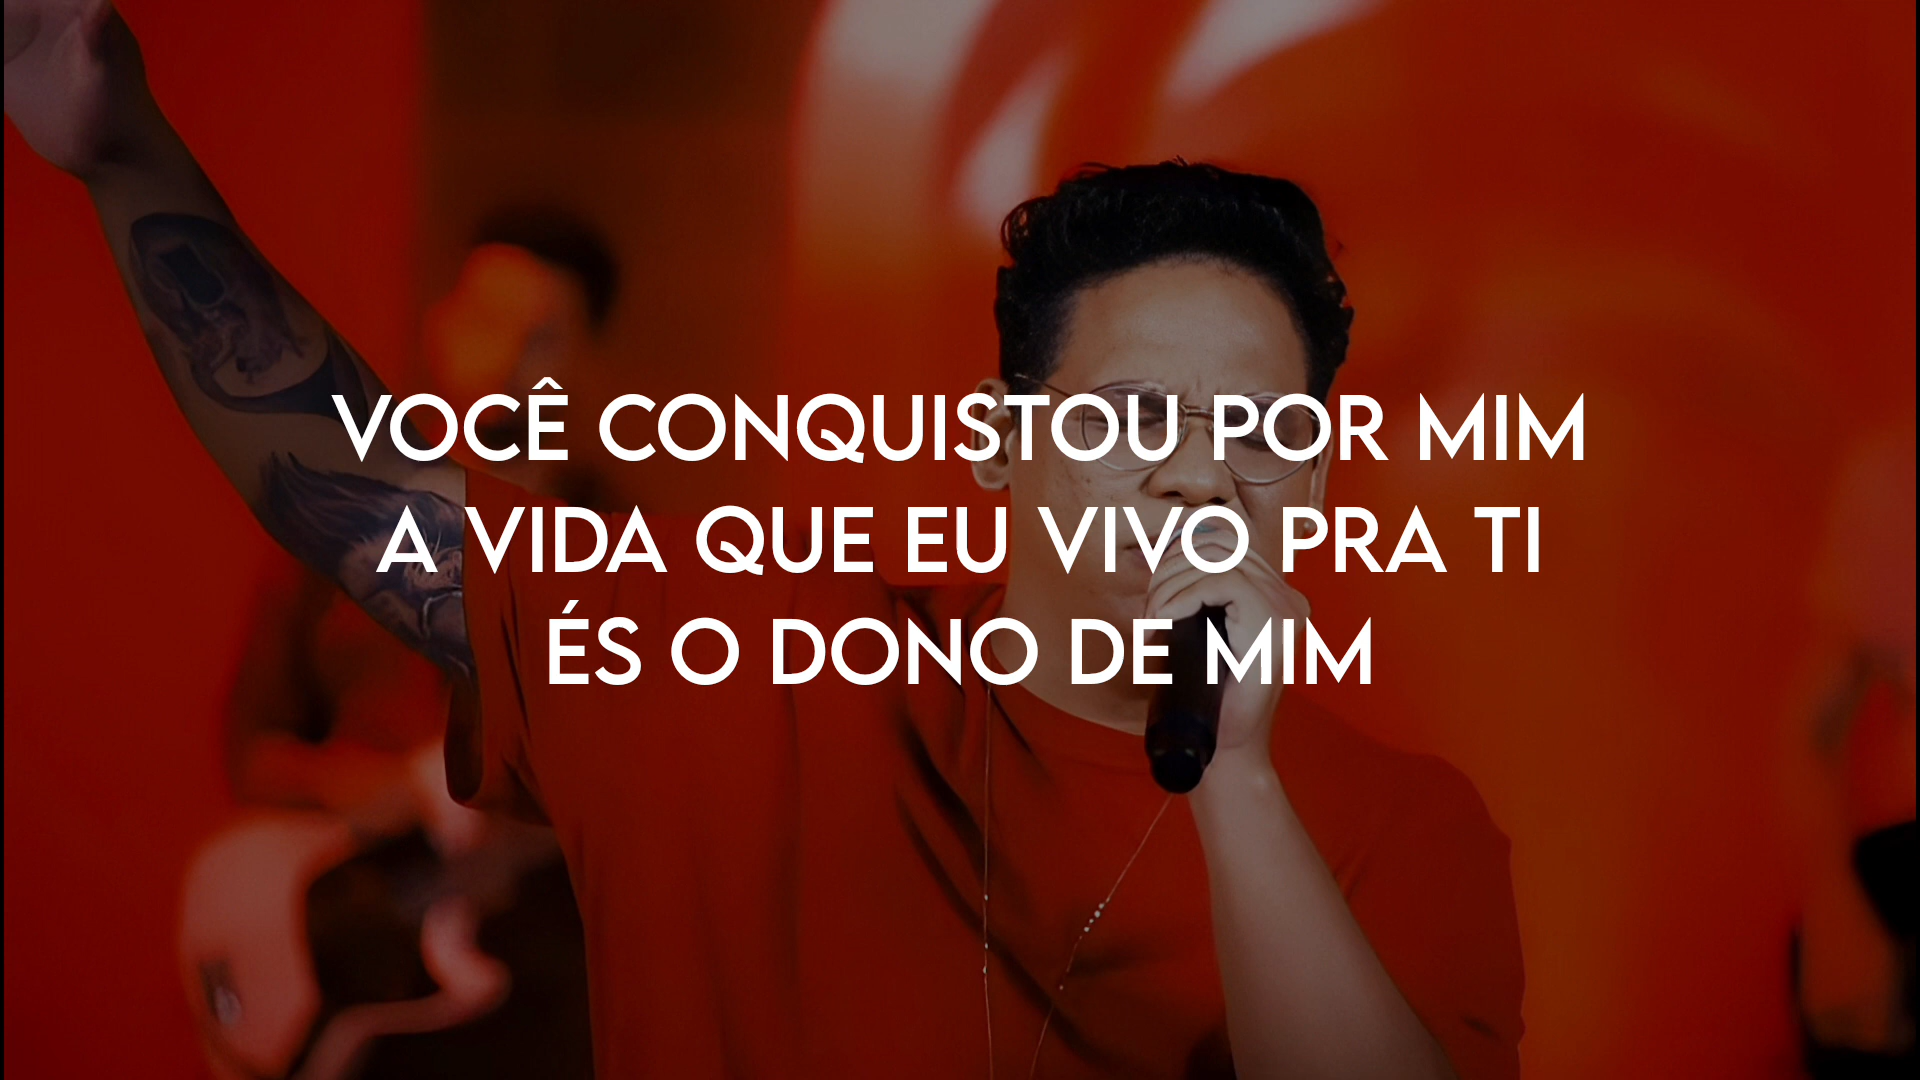 VOCÊ CONQUISTOU POR MIM
A VIDA QUE EU VIVO PRA TI
ÉS O DONO DE MIM